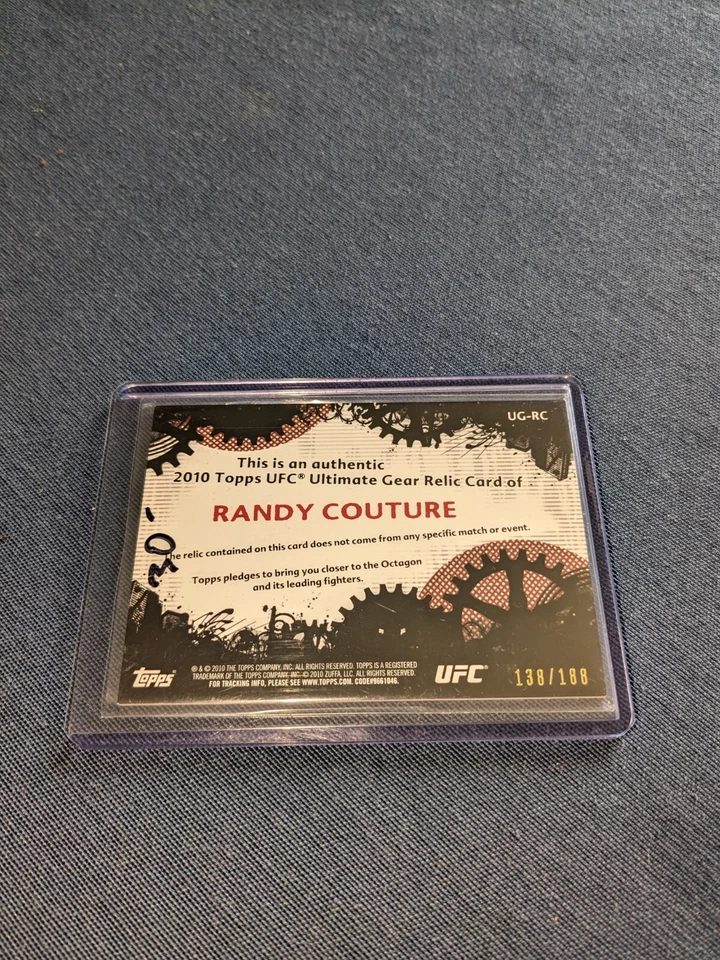 UG-RC
This is an authentic
2010 Topps UFC® Ultimate Gear Relic Card of
RANDY COUTURE
The relic contained on this card does not come from any specific match or event.
30-
Topps pledges to bring you closer to the Octagon
and its leading fighters.
Topps
® & © 2010 THE TOPPS COMPANY, INC. ALL RIGHTS RESERVED. TOPPS IS A REGISTERED
TRADEMARK OF THE TOPPS COMPANY, INC. © 2010 ZUFFA, LLC. ALL RIGHTS RESERVED.
FOR TRACKING INFO, PLEASE SEE WWW.TOPPS.COM. CODE#9661046.
UFC®
138/188